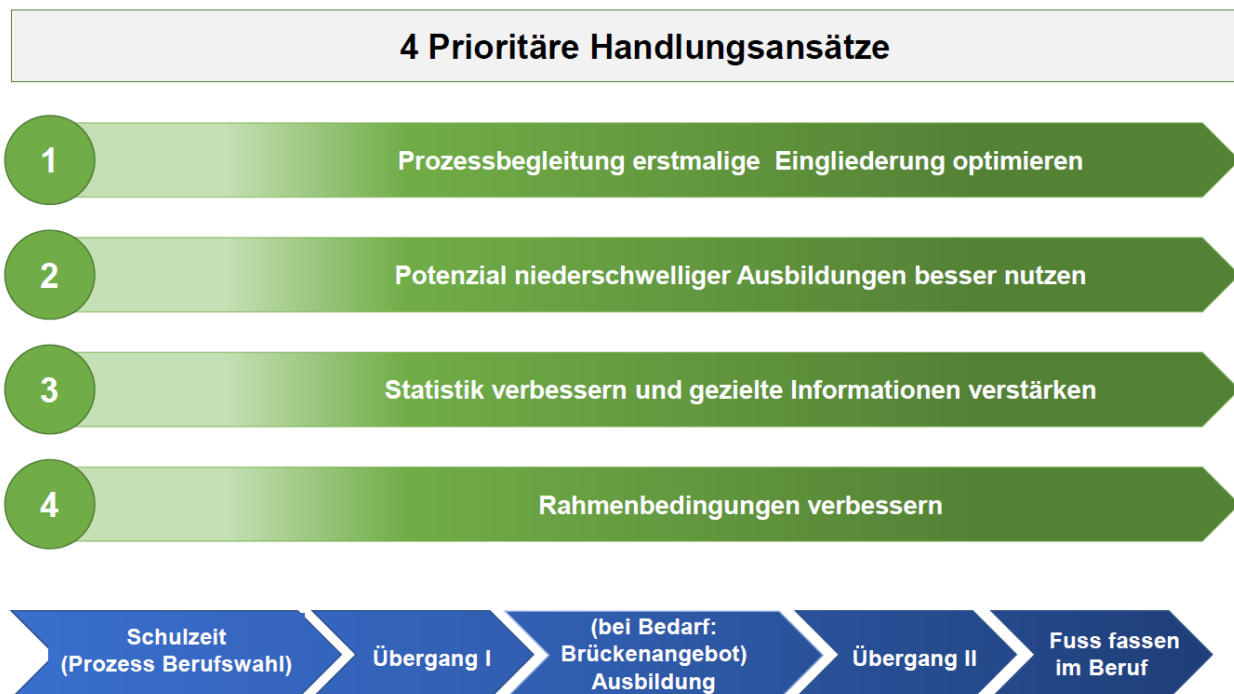 4 Prioritäre Handlungsansätze
1
Prozessbegleitung erstmalige  Eingliederung optimieren
2
Potenzial niederschwelliger Ausbildungen besser nutzen
3
Statistik verbessern und gezielte Informationen verstärken
4
Rahmenbedingungen verbessern
Schulzeit
(Prozess Berufswahl)
Übergang I
(bei Bedarf:
Brückenangebot)
Ausbildung
Übergang II
Fuss fassen
im Beruf